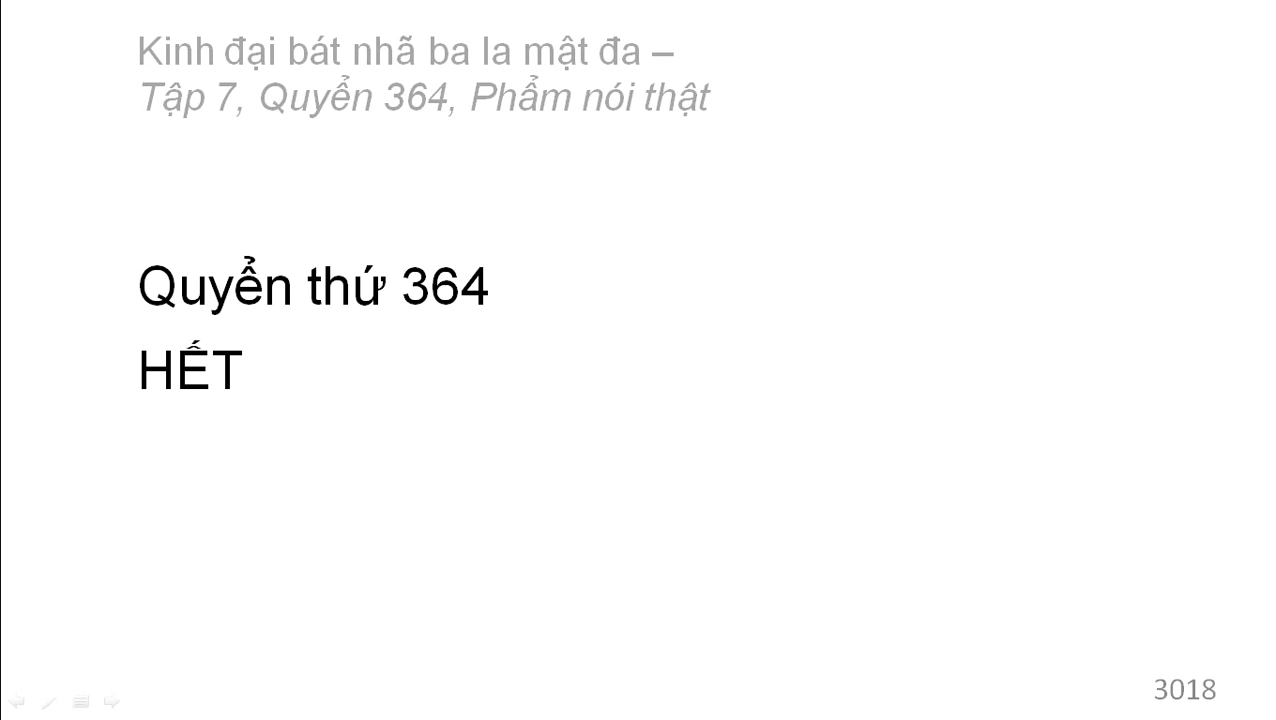 Kinh đại bát nhã ba la mật đa –
Tập 7, Quyển 364, Phẩm nói thật
Quyển thứ 364
HẾT
3018